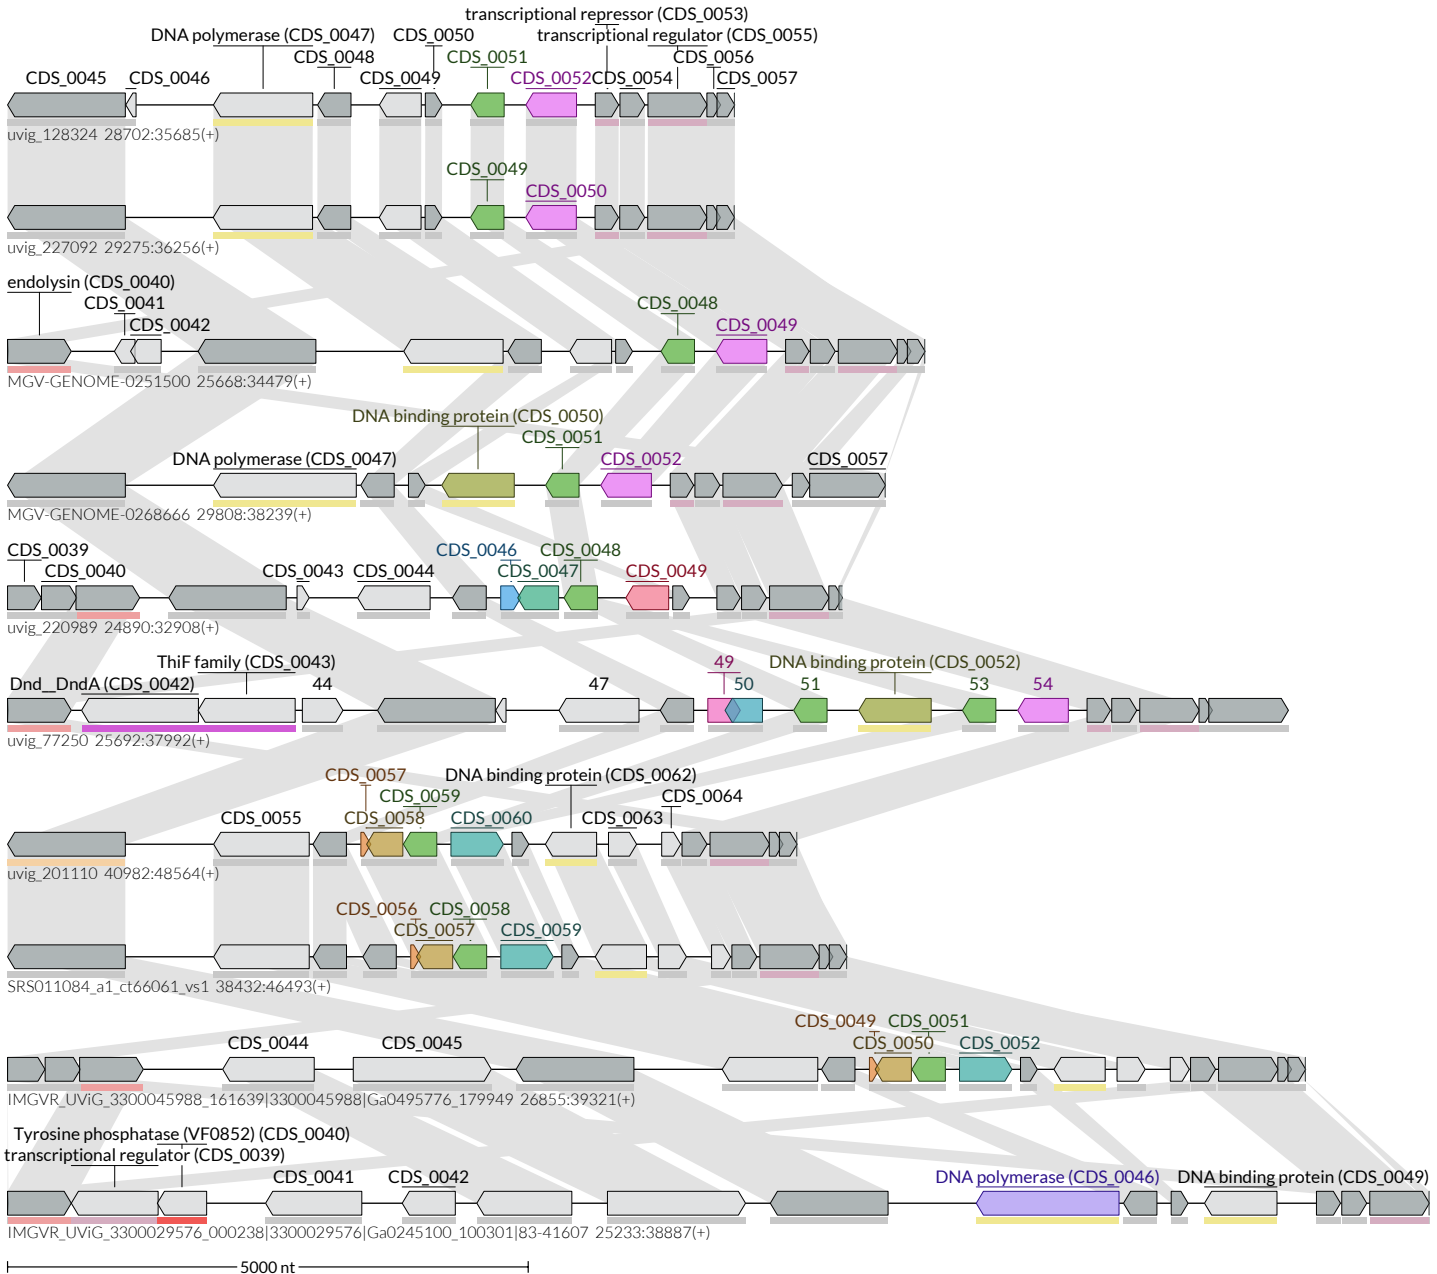 transcriptional repressor (CDS_0053)
DNA polymerase (CDS_0047) CDS_0050 transcriptional regulator (CDS_0055)
CDS_0048 CDS_0051 CDS_0056
CDS_0045 CDS_0046 CDS_0049 CDS_0052 CDS_0054 CDS_0057
uvig_128324 28702:35685(+)
CDS_0049
CDS_0050
uvig_227092 29275:36256(+)
endolysin (CDS_0040)
CDS_0041 CDS_0048
CDS_0042 CDS_0049
MGV-GENOME-0251500 25668:34479(+)
DNA binding protein (CDS_0050)
CDS_0051
DNA polymerase (CDS_0047) CDS_0052 CDS_0057
MGV-GENOME-0268666 29808:38239(+)
CDS_0039 CDS_0046 CDS_0048
CDS_0040 CDS_0043 CDS_0044 CDS_0047 CDS_0049
uvig_220989 24890:32908(+)
ThiF family (CDS_0043) 49 DNA binding protein (CDS_0052)
Dnd__DndA (CDS_0042) 44 47 50 51 53 54
uvig_77250 25692:37992(+)
CDS_0057 DNA binding protein (CDS_0062)
CDS_0059 CDS_0064
CDS_0055 CDS_0058 CDS_0060 CDS_0063
uvig_201110 40982:48564(+)
CDS_0056 CDS_0058
CDS_0057 CDS_0059
SRS011084_a1_ct66061_vs1 38432:46493(+)
CDS_0049 CDS_0051
CDS_0044 CDS_0045 CDS_0050 CDS_0052
IMGVR_UViG_3300045988_161639|3300045988|Ga0495776_179949 26855:39321(+)
Tyrosine phosphatase (VF0852) (CDS_0040)
transcriptional regulator (CDS_0039)
CDS_0041 CDS_0042 DNA polymerase (CDS_0046) DNA binding protein (CDS_0049)
IMGVR_UViG_3300029576_000238|3300029576|Ga0245100_100301|83-41607 25233:38887(+)
5000 nt